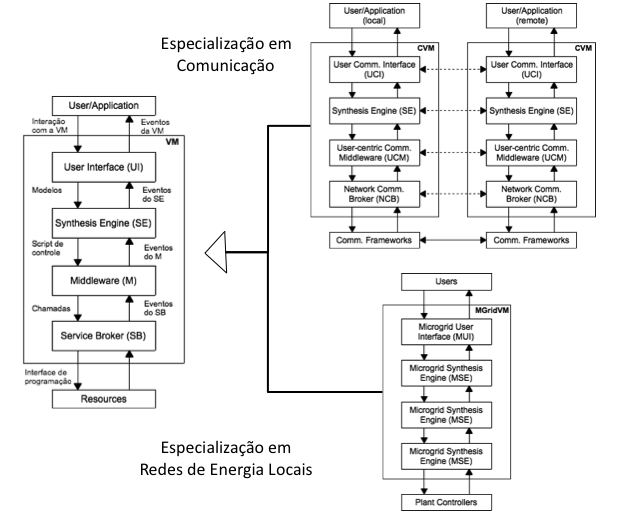 Especialização em
Comunicação
User/Application
Interação
com a VM
Eventos
da VM
VM
User Interface (UI)
Modelos
Eventos
do SE
Synthesis Engine (SE)
Script de
controle
Eventos
do M
Middleware (M)
Chamadas
Eventos
do SB
Service Broker (SB)
Interface de
programação
Resources
User/Application
(local)
CVM
User Comm. Interface
(UCI)
Synthesis Engine (SE)
User-centric Comm.
Middleware (UCM)
Network Comm.
Broker (NCB)
Comm. Frameworks
User/Application
(remote)
CVM
User Comm. Interface
(UCI)
Synthesis Engine (SE)
User-centric Comm.
Middleware (UCM)
Network Comm.
Broker (NCB)
Comm. Frameworks
Users
MGridVM
Microgrid User
Interface (MUI)
Microgrid Synthesis
Engine (MSE)
Microgrid Synthesis
Engine (MSE)
Microgrid Synthesis
Engine (MSE)
Plant Controllers
Especialização em
Redes de Energia Locais